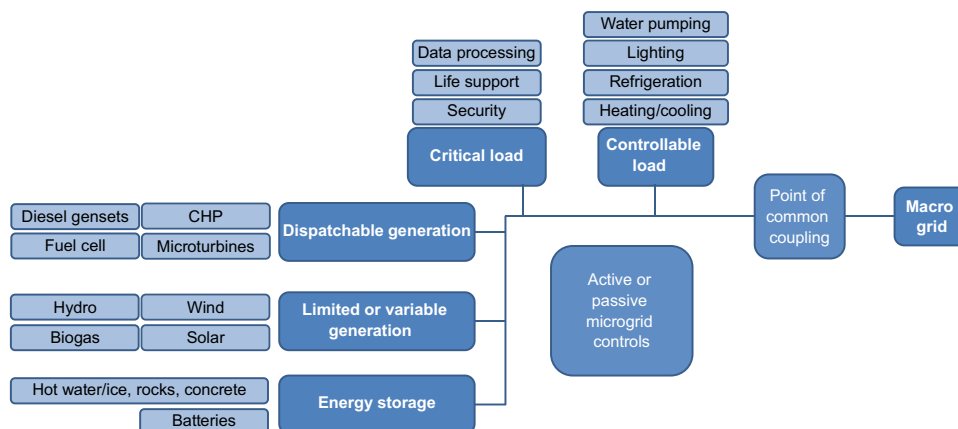 Water pumping
Data processing
Lighting
Life support
Refrigeration
Security
Heating/cooling
Critical load
Controllable
load
Diesel gensets
CHP
Fuel cell
Microturbines
Dispatchable generation
Point of
common
coupling
Macro
grid
Hydro
Wind
Biogas
Solar
Limited or variable
generation
Active or
passive
microgrid
controls
Hot water/ice, rocks, concrete
Batteries
Energy storage